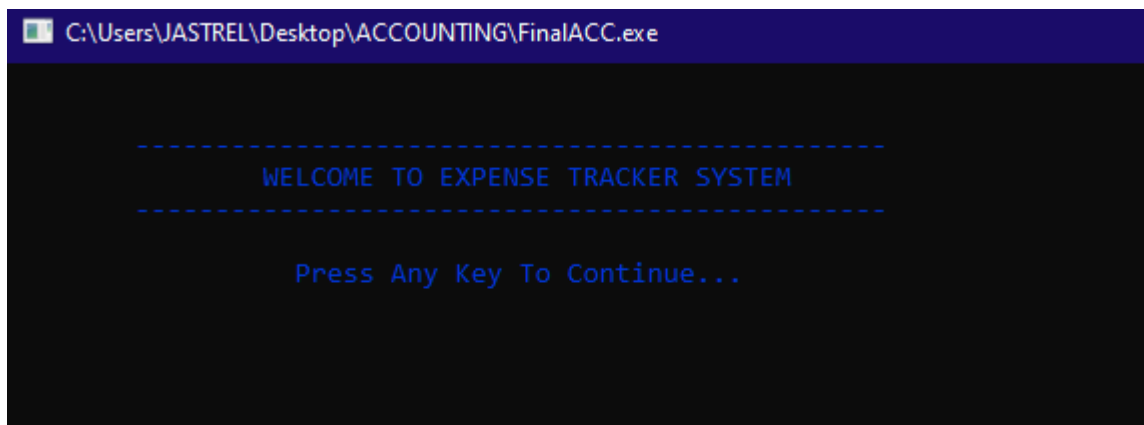 C:\Users\JASTREL\Desktop\ACCOUNTING\FinalACC.exe
-----------------------------------------------
WELCOME TO EXPENSE TRACKER SYSTEM
-----------------------------------------------
Press Any Key To Continue...